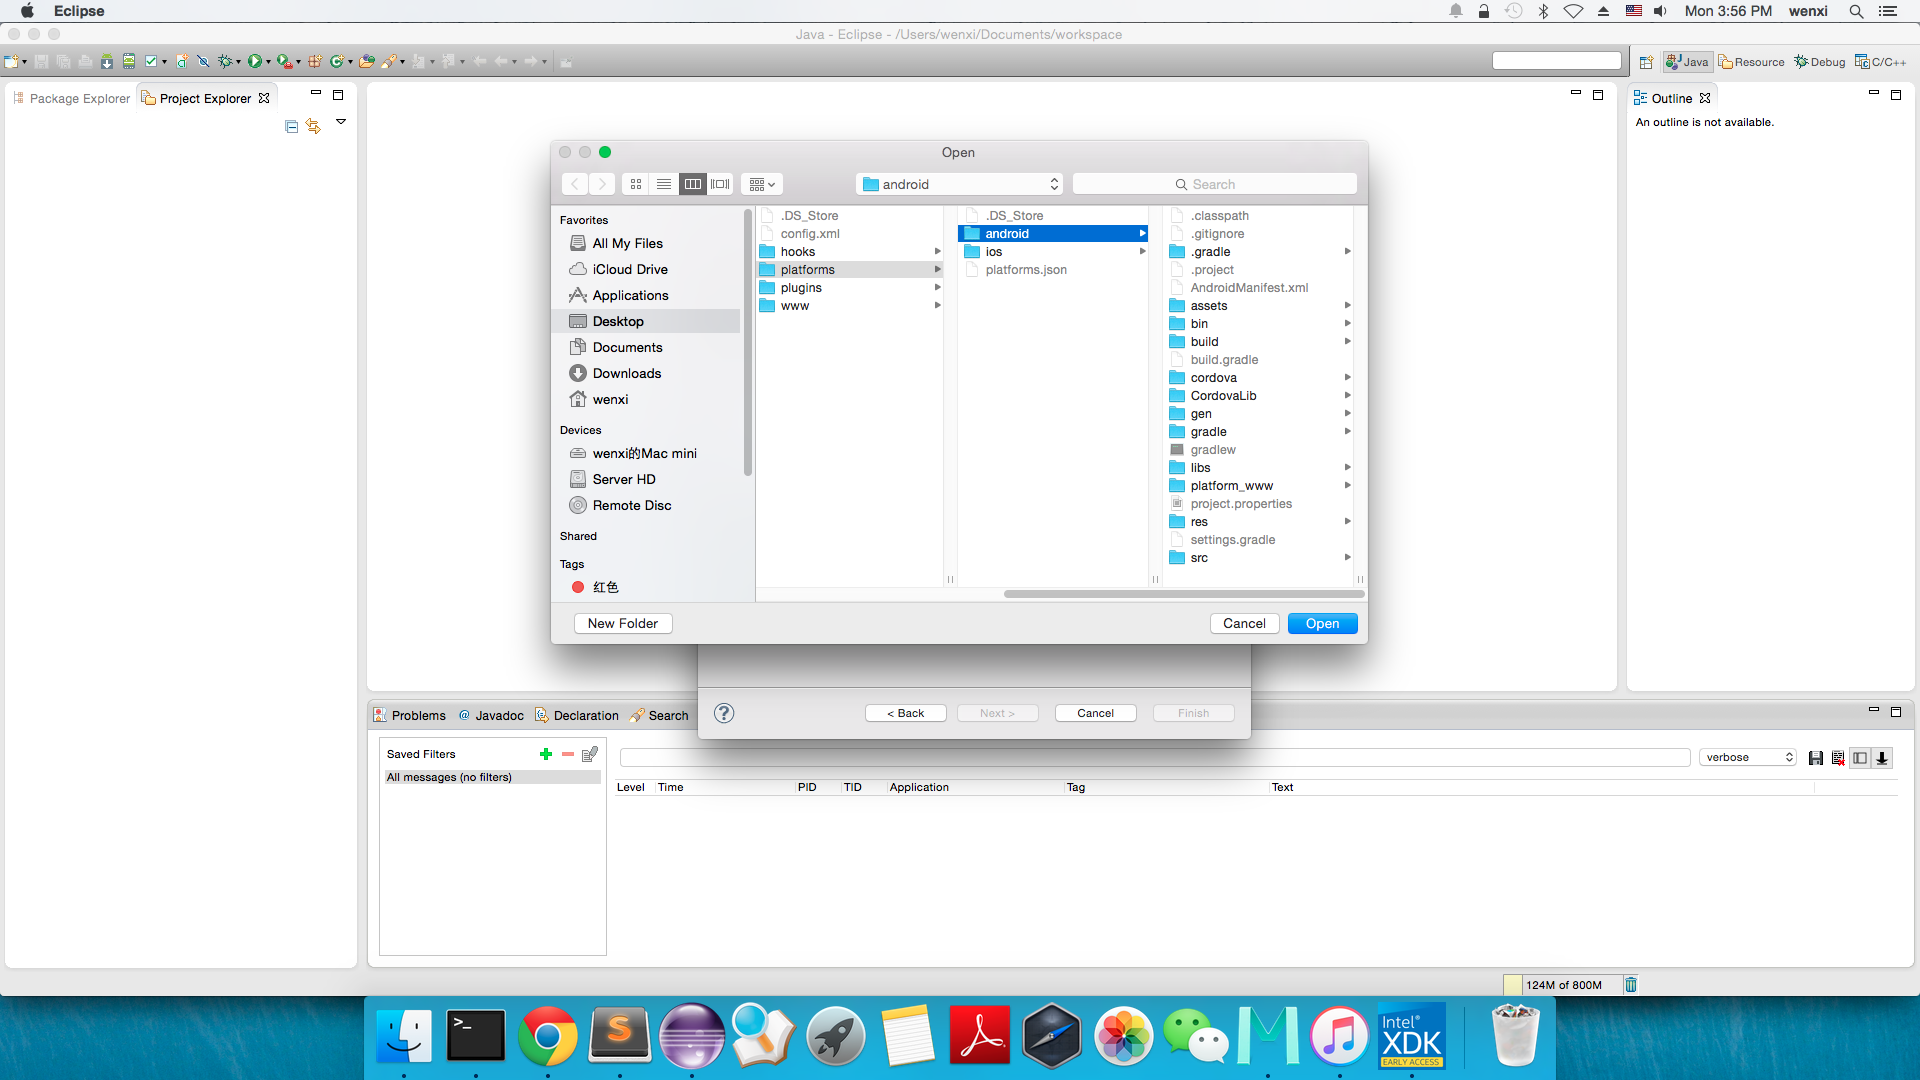 Eclipse
Mon 3:56 PM wenxi
Java - Eclipse - /Users/wenxi/Documents/workspace
Java Resource Debug C/C++
Package Explorer Project Explorer
Outline
An outline is not available.
Open
android
Search
Favorites
All My Files
iCloud Drive
Applications
Desktop
Documents
Downloads
wenxi
Devices
wenxi的Mac mini
Server HD
Remote Disc
Shared
Tags
红色
.DS_Store
config.xml
hooks
platforms
plugins
www
.DS_Store
android
ios
platforms.json
.classpath
.gitignore
.gradle
.project
AndroidManifest.xml
assets
bin
build
build.gradle
cordova
CordovaLib
gen
gradle
gradlew
libs
platform_www
project.properties
res
settings.gradle
src
New Folder Cancel Open
? < Back Next > Cancel Finish
Problems @ Javadoc Declaration Search
Saved Filters
All messages (no filters)
verbose
Level Time PID TID Application Tag Text
124M of 800M
>_
S
Intel®
XDK
EARLY ACCESS